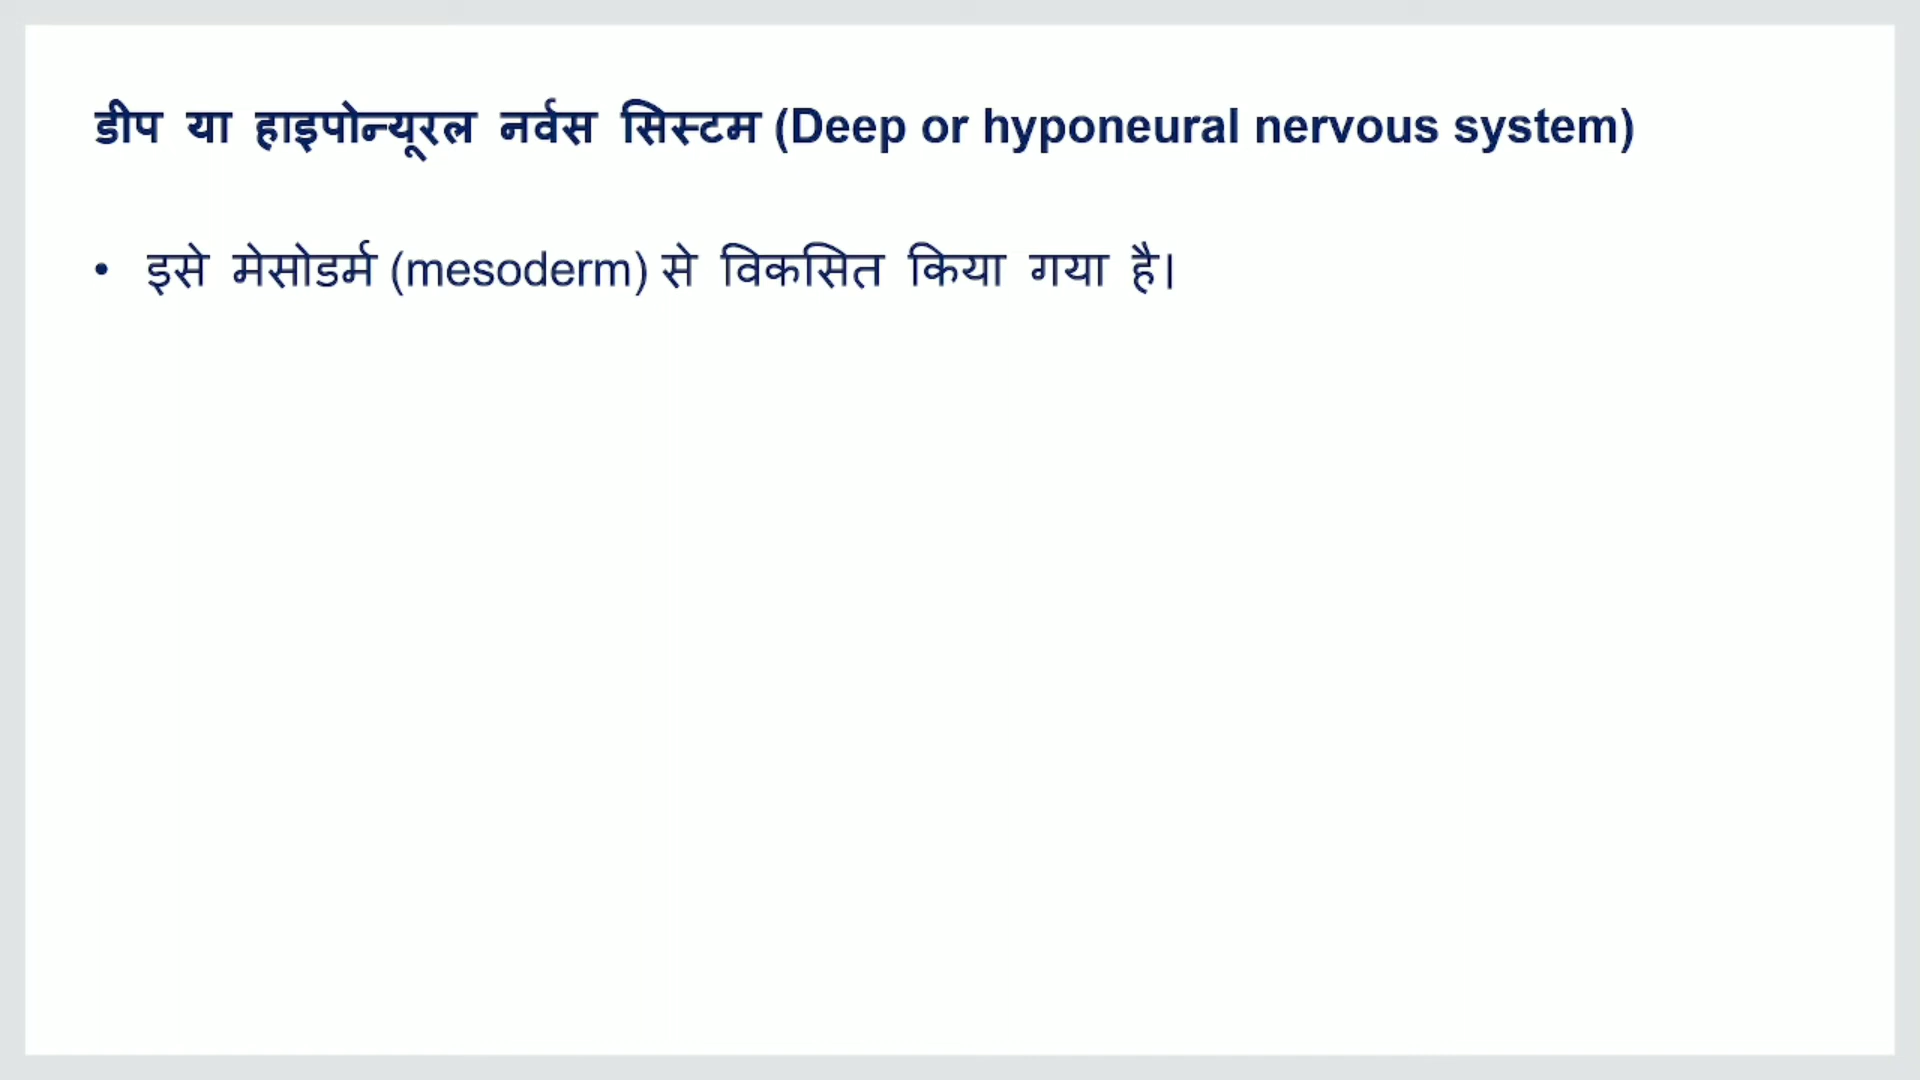 डीप या हाइपोन्यूरल नर्वस सिस्टम (Deep or hyponeural nervous system)
• इसे मेसोडर्म (mesoderm) से विकसित किया गया है।